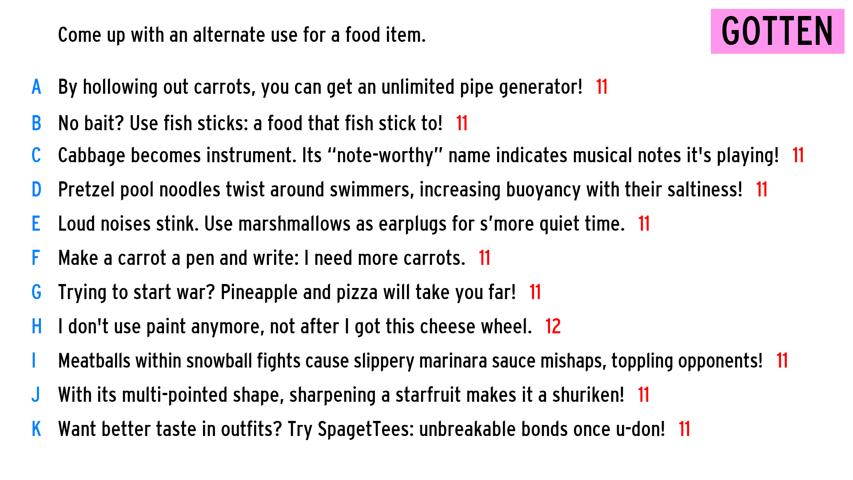 Come up with an alternate use for a food item.
GOTTEN
A By hollowing out carrots, you can get an unlimited pipe generator! 11
B No bait? Use fish sticks: a food that fish stick to! 11
C Cabbage becomes instrument. Its “note-worthy” name indicates musical notes it's playing! 11
D Pretzel pool noodles twist around swimmers, increasing buoyancy with their saltiness! 11
E Loud noises stink. Use marshmallows as earplugs for s’more quiet time. 11
F Make a carrot a pen and write: I need more carrots. 11
G Trying to start war? Pineapple and pizza will take you far! 11
H I don't use paint anymore, not after I got this cheese wheel. 12
I Meatballs within snowball fights cause slippery marinara sauce mishaps, toppling opponents! 11
J With its multi-pointed shape, sharpening a starfruit makes it a shuriken! 11
K Want better taste in outfits? Try SpagetTees: unbreakable bonds once u-don! 11